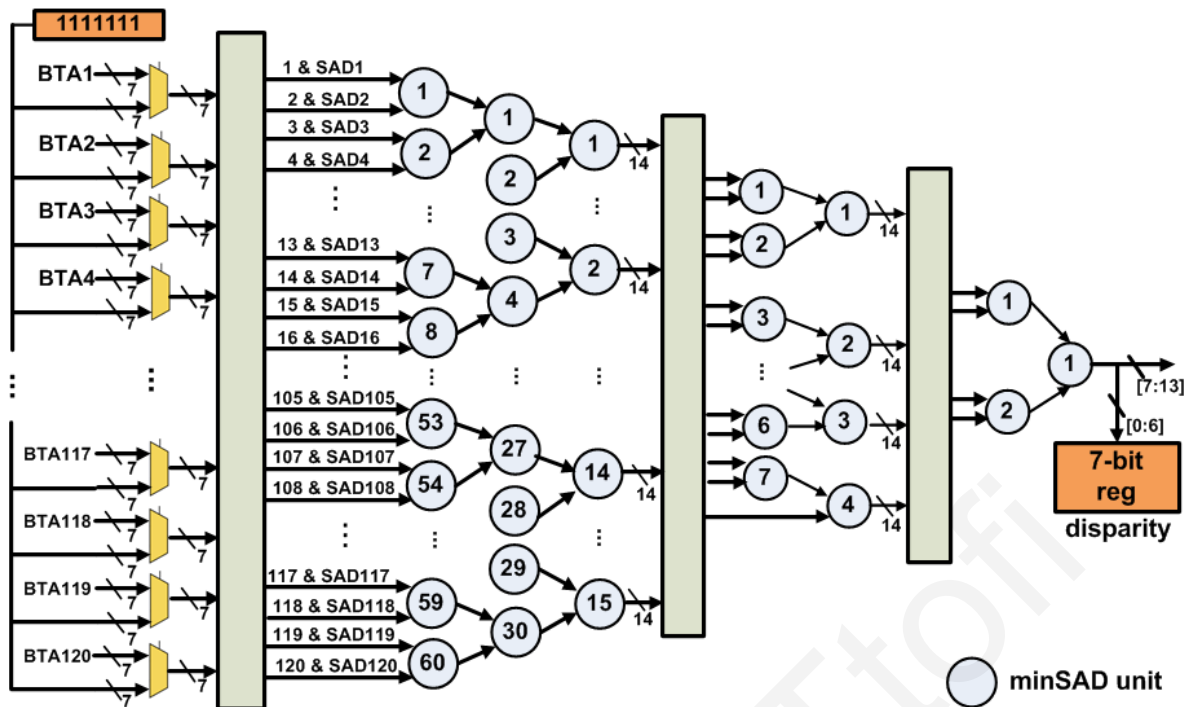 1111111
BTA1
7
7
7
BTA2
7
7
7
BTA3
7
7
7
BTA4
7
7
7
...
...
BTA117
7
7
7
BTA118
7
7
7
BTA119
7
7
7
BTA120
7
7
7
1 & SAD1
2 & SAD2
3 & SAD3
4 & SAD4
...
13 & SAD13
14 & SAD14
15 & SAD15
16 & SAD16
...
105 & SAD105
106 & SAD106
107 & SAD107
108 & SAD108
...
117 & SAD117
118 & SAD118
119 & SAD119
120 & SAD120
1
2
...
7
8
...
53
54
...
59
60
1
2
...
3
4
...
27
28
...
29
30
1
14
...
2
14
...
14
14
...
15
14
1
2
3
...
6
7
1
14
2
14
3
14
4
14
1
2
1
[7:13]
[0:6]
7-bit
reg
disparity
minSAD unit
Ttofi